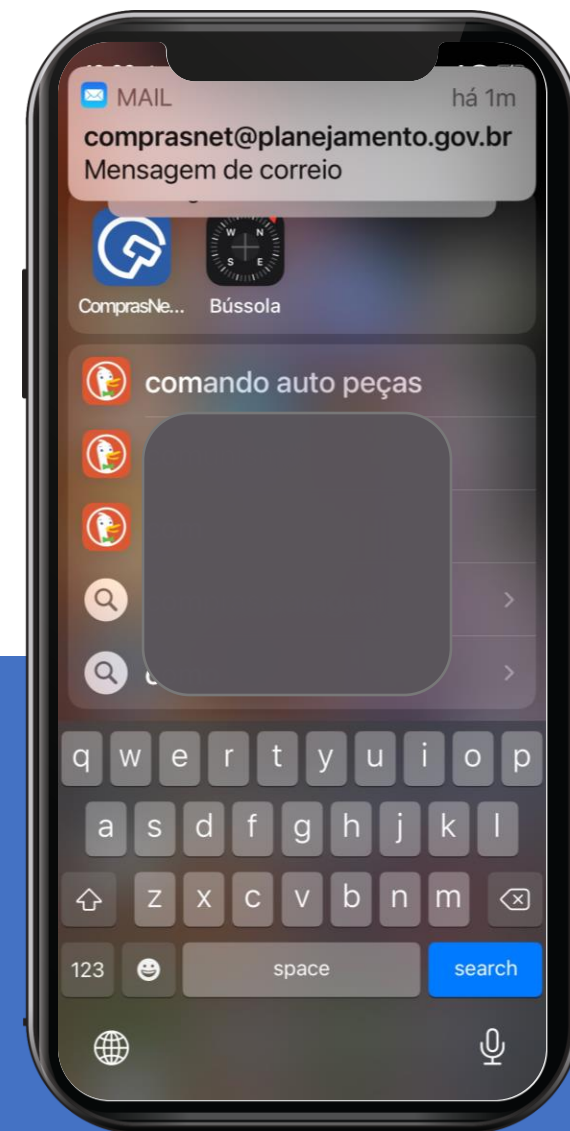 MAIL
há 1m
comprasnet@planejamento.gov.br
Mensagem de correio
W N
S E
ComprasNe...
Bússola
comando auto peças
q w e r t y u i o p
a s d f g h j k l
z x c v b n m
123
space
search